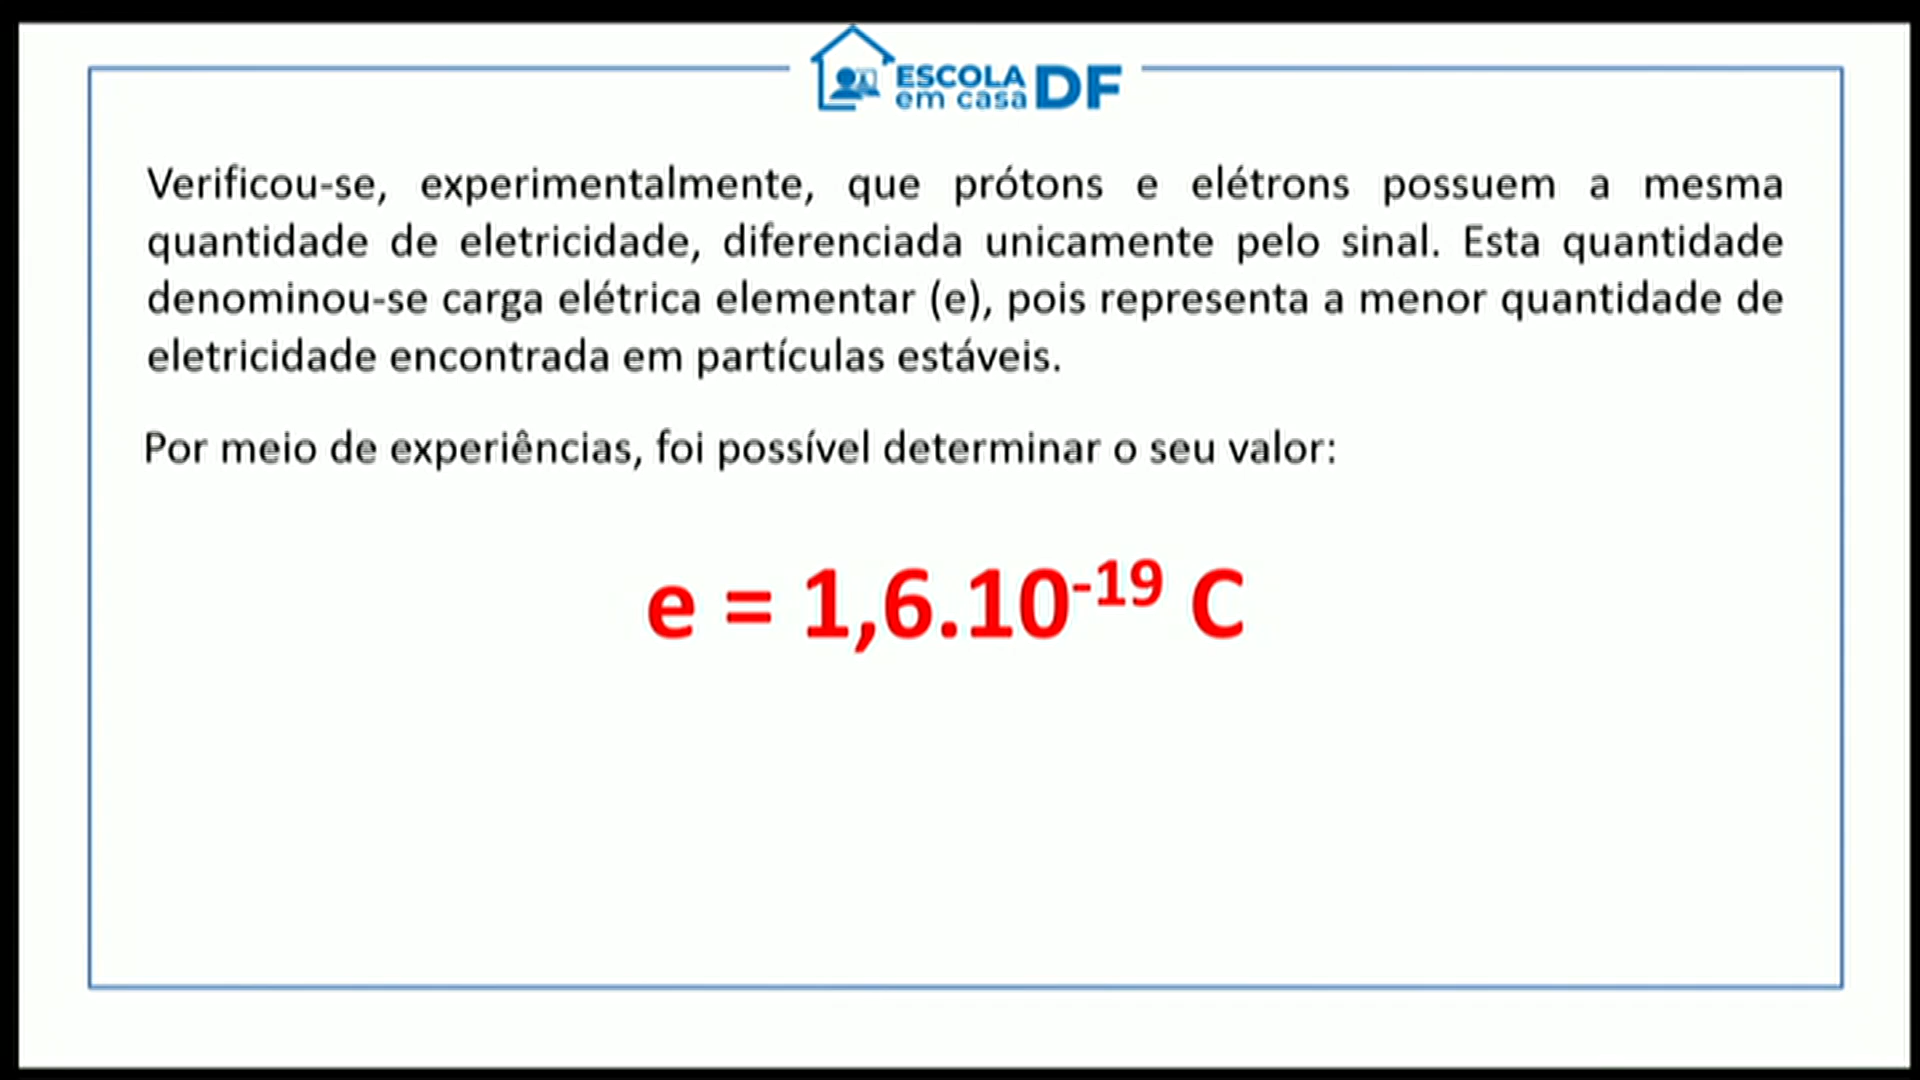 ESCOLA
em casa DF
Verificou-se, experimentalmente, que prótons e elétrons possuem a mesma
quantidade de eletricidade, diferenciada unicamente pelo sinal. Esta quantidade
denominou-se carga elétrica elementar (e), pois representa a menor quantidade de
eletricidade encontrada em partículas estáveis.
Por meio de experiências, foi possível determinar o seu valor:
e = 1,6.10⁻¹⁹ C